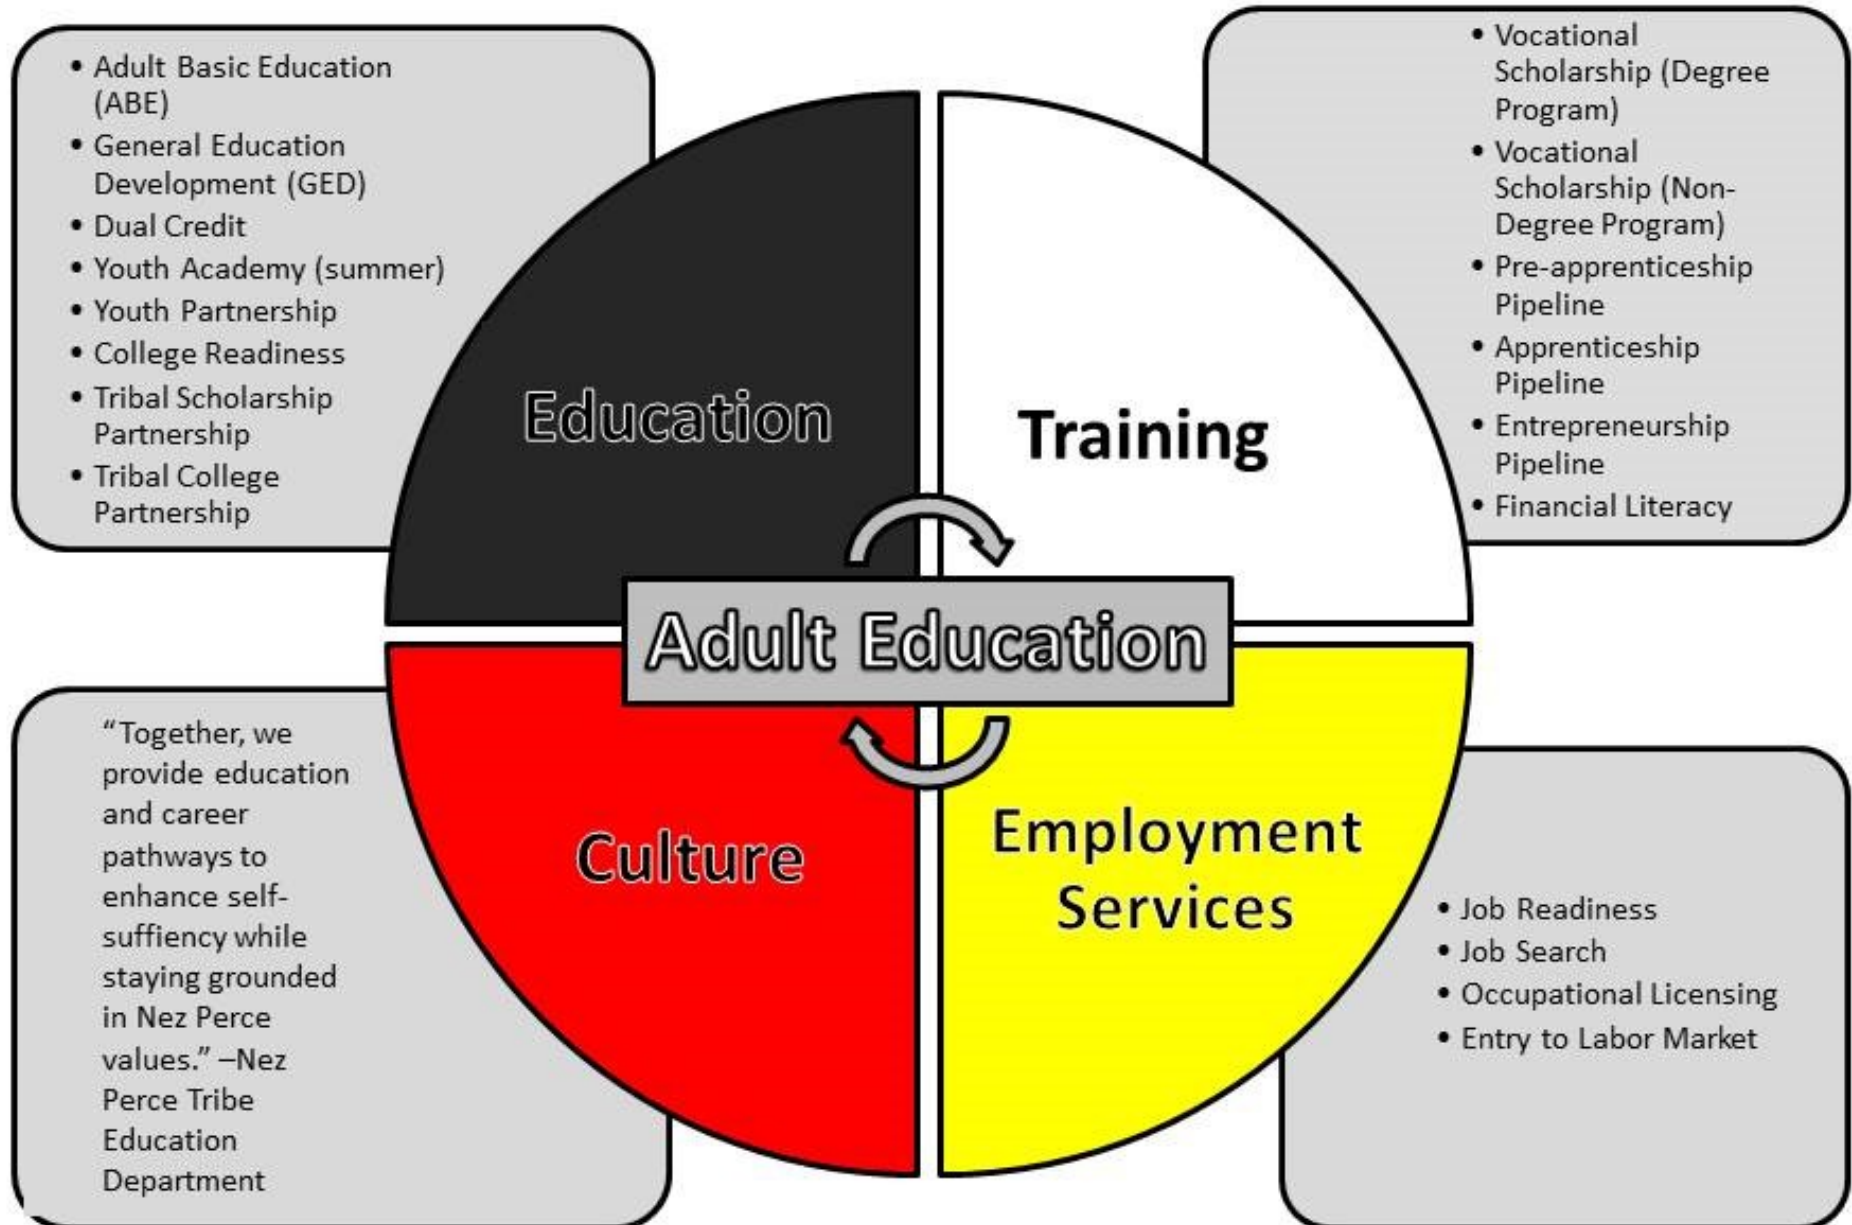 • Adult Basic Education
(ABE)
• General Education
Development (GED)
• Dual Credit
• Youth Academy (summer)
• Youth Partnership
• College Readiness
• Tribal Scholarship
Partnership
• Tribal College
Partnership
• Vocational
Scholarship (Degree
Program)
• Vocational
Scholarship (Non-
Degree Program)
• Pre-apprenticeship
Pipeline
• Apprenticeship
Pipeline
• Entrepreneurship
Pipeline
• Financial Literacy
Education
Training
Adult Education
Culture
Employment
Services
“Together, we
provide education
and career
pathways to
enhance self-
suffiency while
staying grounded
in Nez Perce
values.” –Nez
Perce Tribe
Education
Department
• Job Readiness
• Job Search
• Occupational Licensing
• Entry to Labor Market